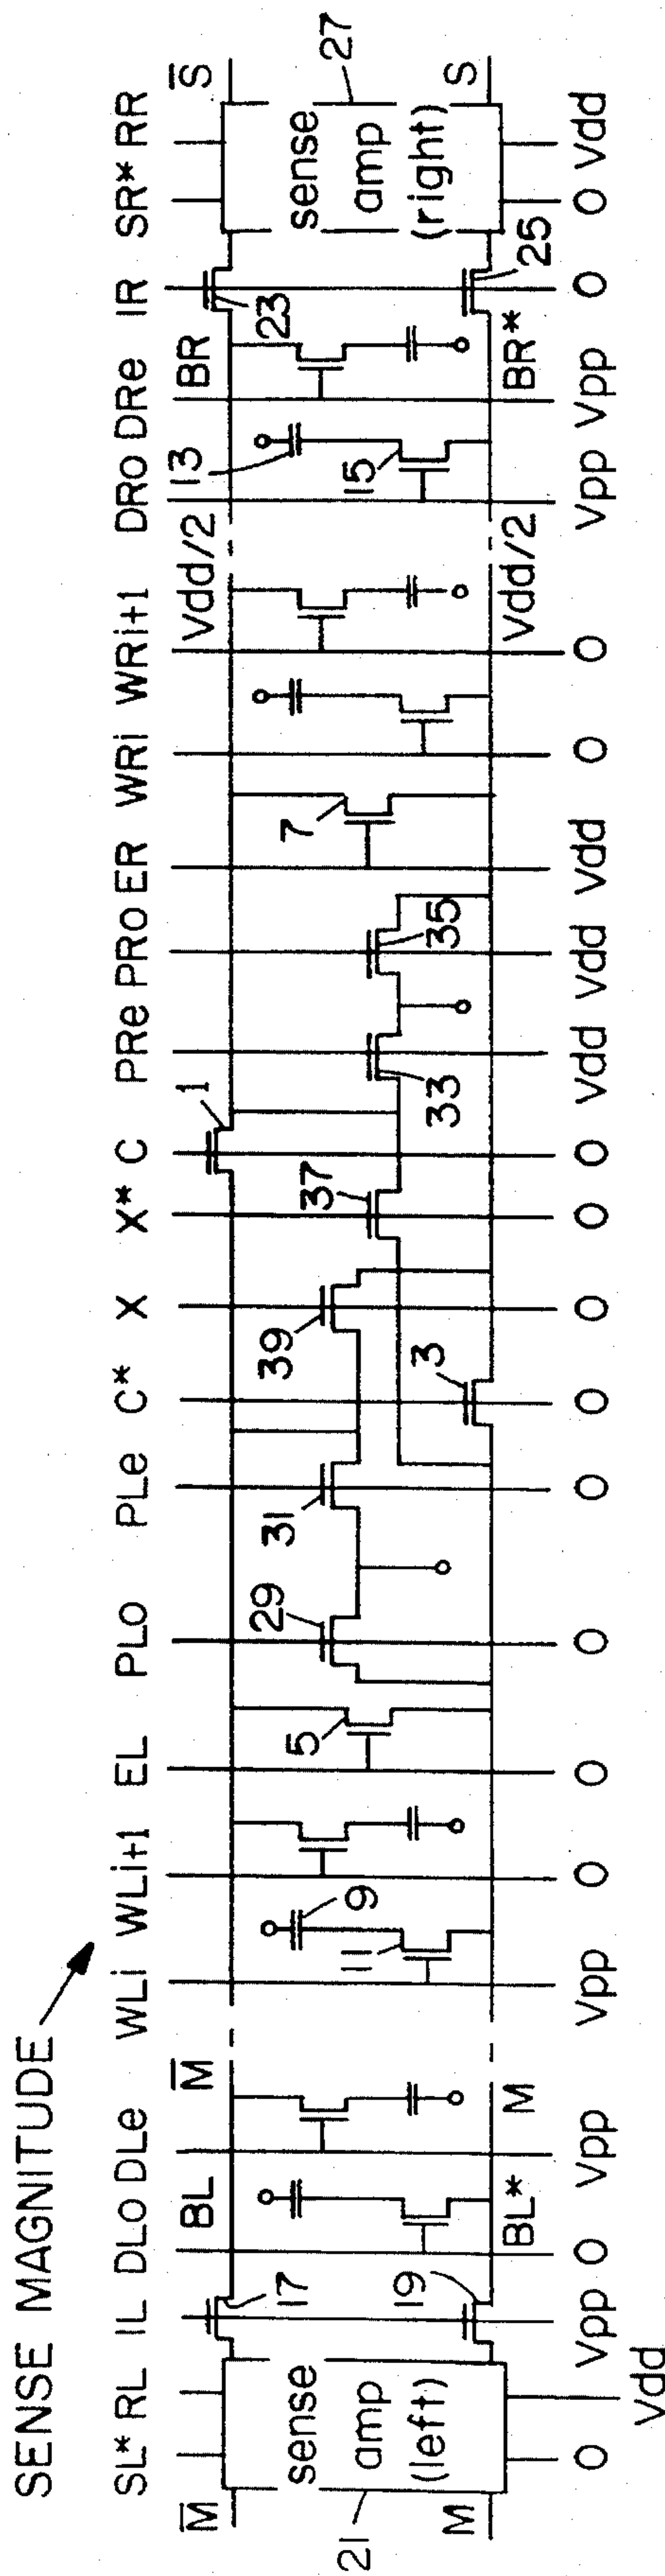 SENSE MAGNITUDE
SL* RL IL DLO DLe WLi WLi+1 EL PLO PLe C* X X* C PRe PRO ER WRi WRi+1 DRO DRe IR SR* RR
M̅ BL M̅ Vdd/2 BR S̅
17 9 5 29 31 39 37 1 7 13 23 27
sense amp (left)
11 3 33 35 15
sense amp (right)
21 M 19 BL* M Vdd/2 BR* 25 S
0 Vdd Vpp 0 Vpp Vpp 0 0 0 0 0 0 0 0 Vdd Vdd Vdd 0 0 Vpp Vpp 0 0 Vdd